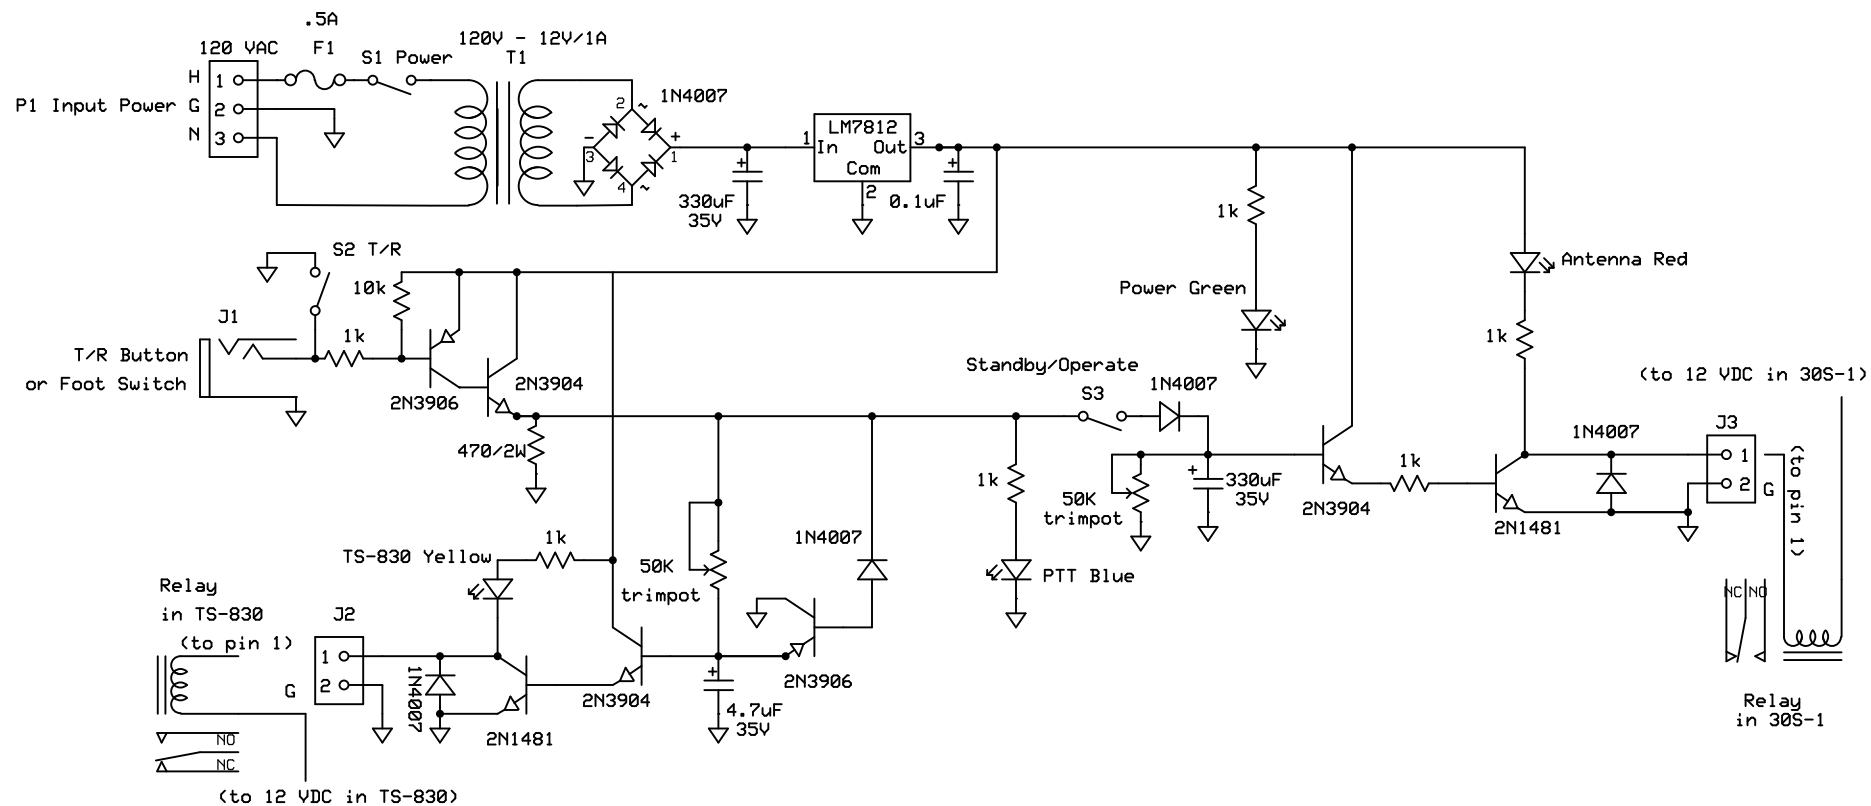 .5A
120 VAC
F1
S1 Power
120V - 12V/1A
T1
P1 Input Power
H
G
N
1
2
3
2
~
1N4007
-
+
3
1
4
~
1
LM7812
3
In
Out
Com
2
330uF
35V
0.1uF
1k
Power Green
Antenna Red
1k
S2 T/R
10k
J1
1k
T/R Button
or Foot Switch
2N3906
2N3904
470/2W
Standby/Operate
S3
1N4007
1k
50K
trimpot
330uF
35V
2N3904
1k
2N1481
1N4007
(to 12 VDC in 30S-1)
J3
1
2
G
(to pin 1)
NC
NO
Relay
in 30S-1
PTT Blue
1N4007
50K
trimpot
1k
TS-830 Yellow
Relay
in TS-830
(to pin 1)
J2
1
2
G
1N4007
2N1481
2N3904
4.7uF
35V
2N3906
NO
NC
(to 12 VDC in TS-830)